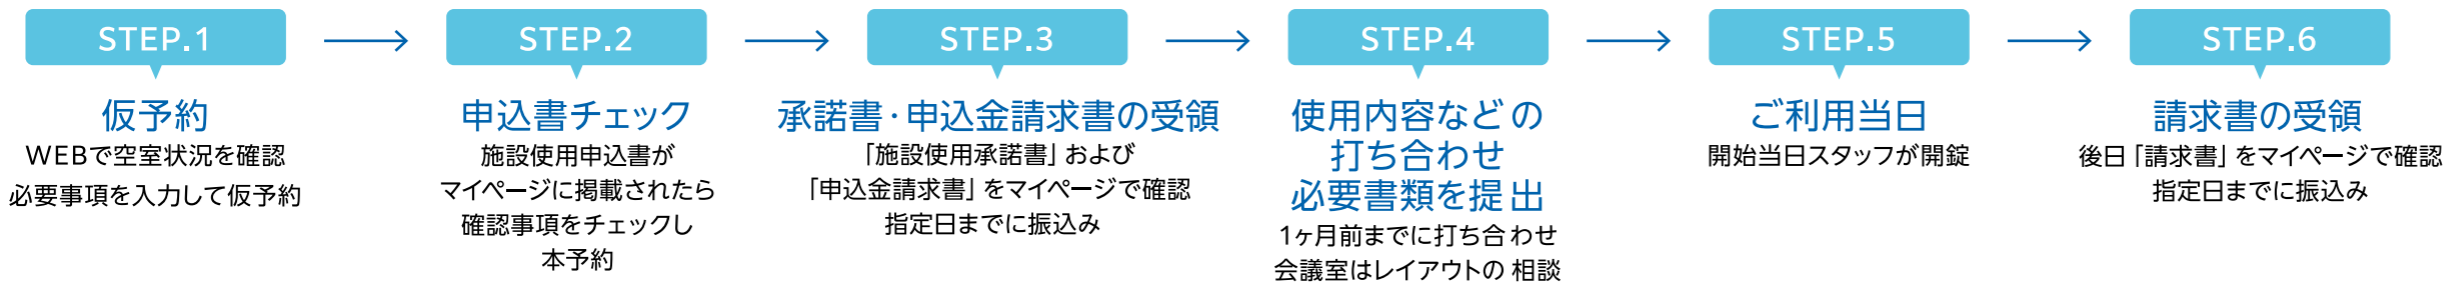 STEP.1
仮予約
WEBで空室状況を確認
必要事項を入力して仮予約
STEP.2
申込書チェック
施設使用申込書が
マイページに掲載されたら
確認事項をチェックし
本予約
STEP.3
承諾書・申込金請求書の受領
「施設使用承諾書」および
「申込金請求書」をマイページで確認
指定日までに振込み
STEP.4
使用内容などの
打ち合わせ
必要書類を提出
1ヶ月前までに打ち合わせ
会議室はレイアウトの相談
STEP.5
ご利用当日
開始当日スタッフが開錠
STEP.6
請求書の受領
後日「請求書」をマイページで確認
指定日までに振込み